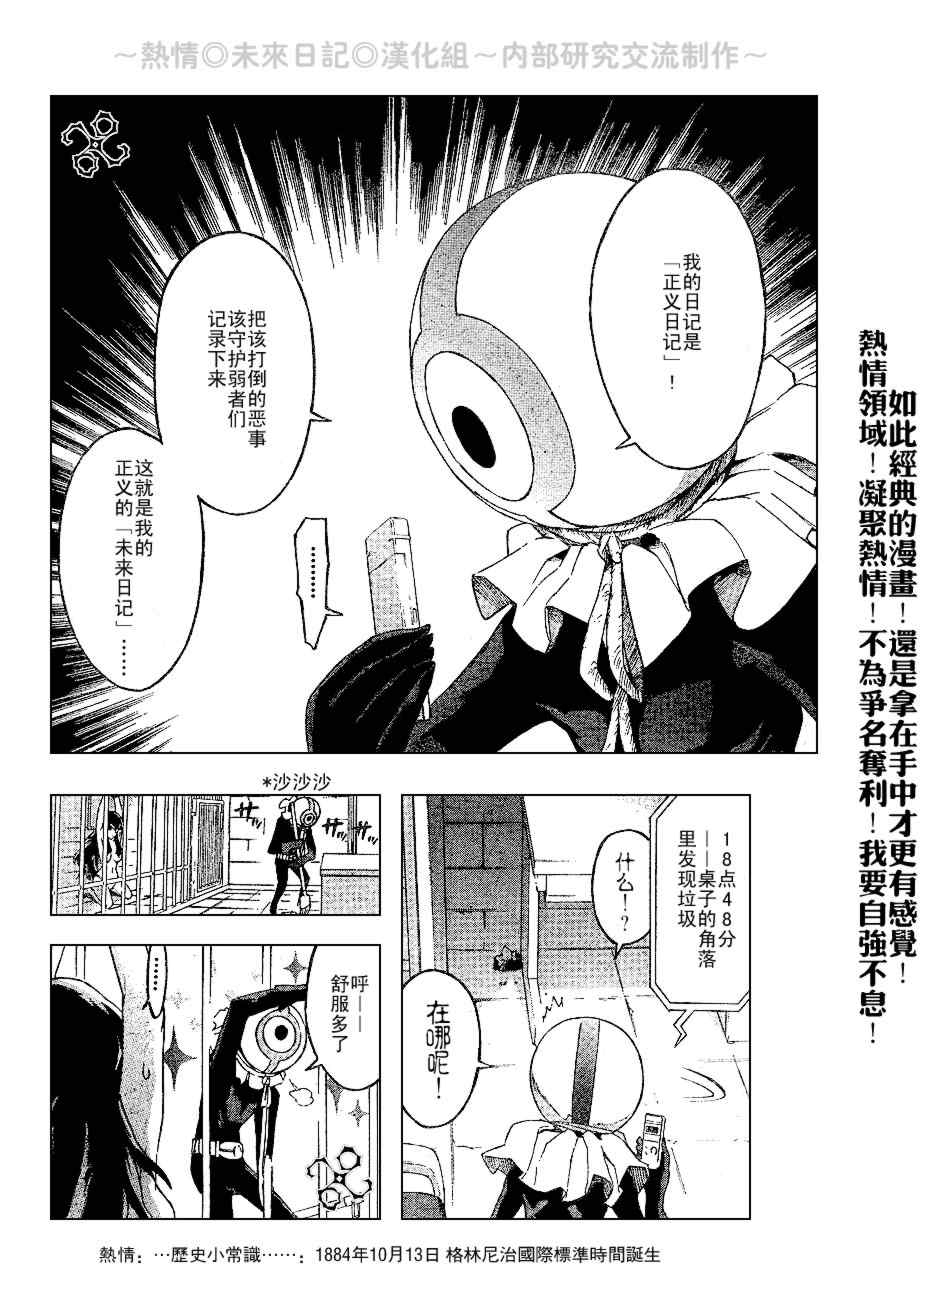 ～熱情◎未來日記◎漢化組～内部研究交流制作～
我的日记是
「正义日记」！
把该打倒的恶事
该守护弱者们
记录下来
这就是我的
正义的「未来日记」……
………
如此經典的漫畫！還是拿在手中才更有感覺！
熱情領域！凝聚熱情！不為爭名奪利！我要自強不息！
*沙沙沙
18点48分
——桌子的角落
里发现垃圾
什么！？
在哪呢！
呼——
舒服多了
……
熱情：…歷史小常識……：1884年10月13日 格林尼治國際標準時間誕生